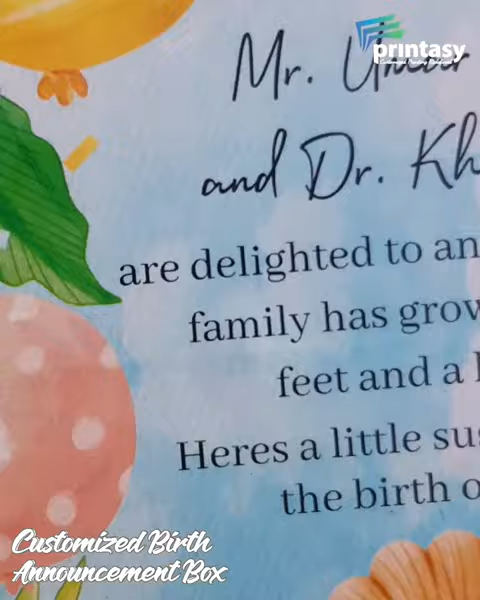 printasy
Mr.
and Dr. Kh
are delighted to an
family has grow
feet and a
Heres a little su
the birth o
Customized Birth
Announcement Box